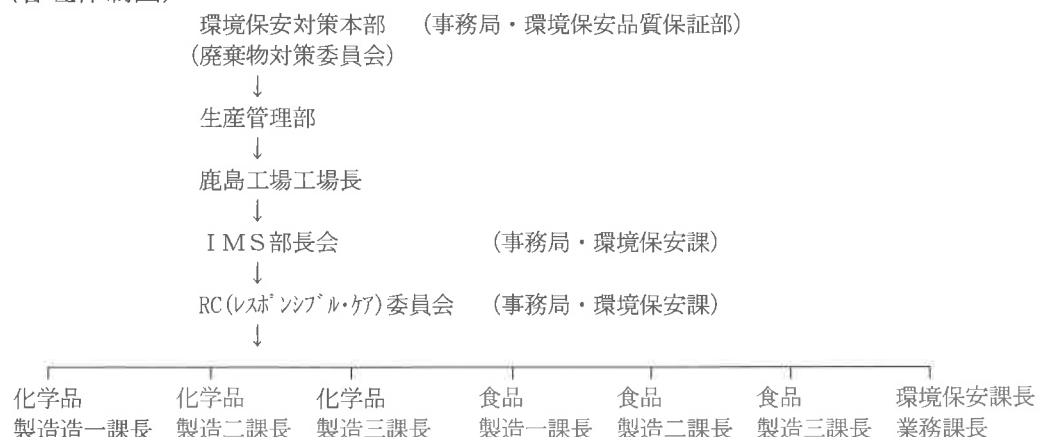 環境保安対策本部 (事務局・環境保安品質保証部)
(廃棄物対策委員会)
↓
生産管理部
↓
鹿島工場工場長
↓
IMS部長会 (事務局・環境保安課)
↓
RC(レスポンシブル・ケア)委員会 (事務局・環境保安課)
↓
化学品 化学品 化学品 食品 食品 食品 環境保安課長
製造造一課長 製造二課長 製造三課長 製造一課長 製造二課長 製造三課長 業務課長